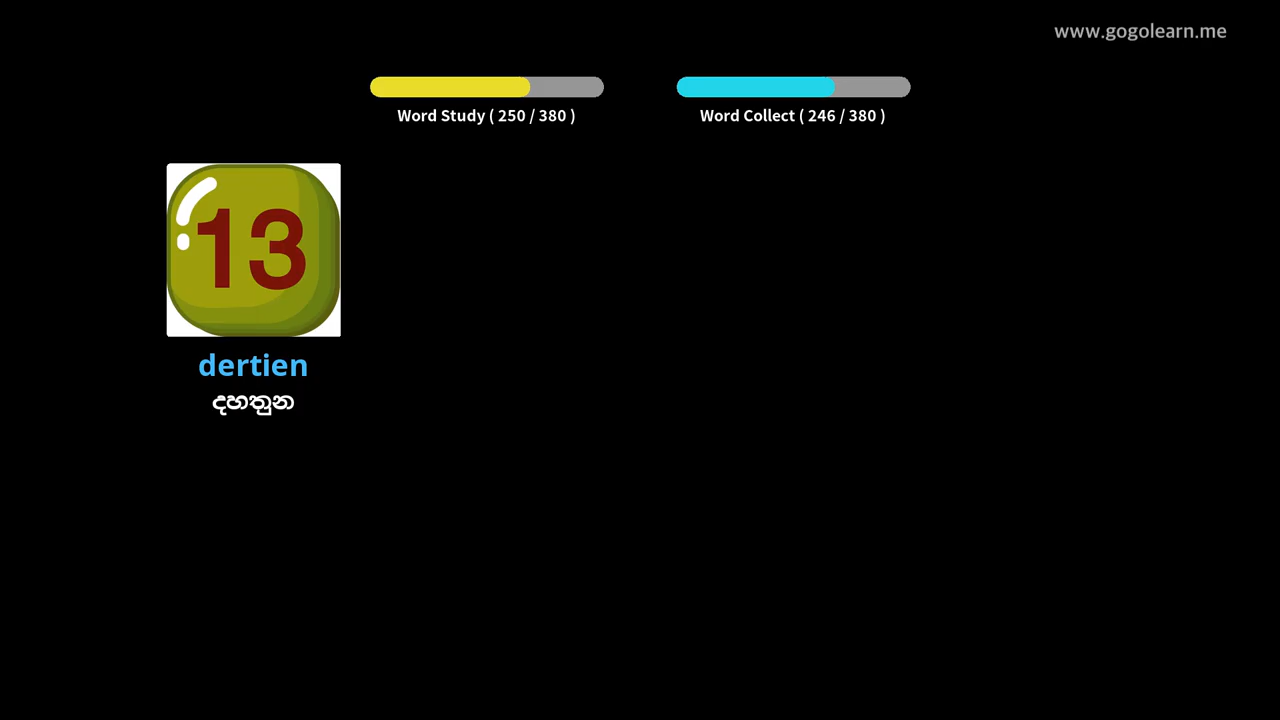 www.gogolearn.me
Word Study ( 250 / 380 )
Word Collect ( 246 / 380 )
13
dertien
දහතුන